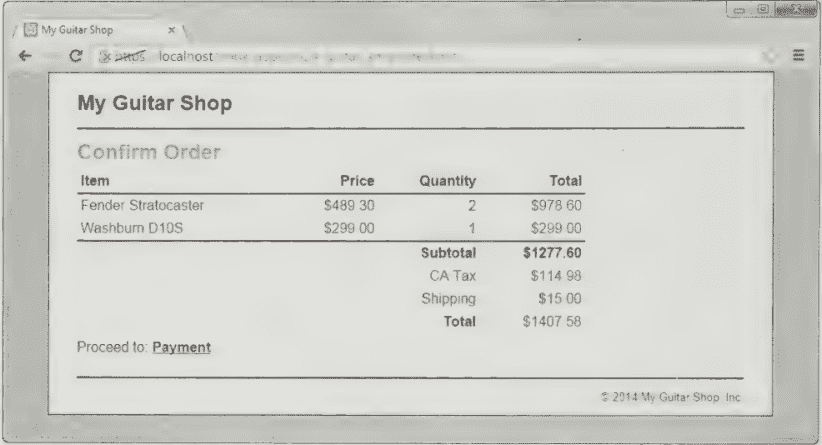 My Guitar Shop
https localhost
My Guitar Shop
Confirm Order
Item Price Quantity Total
Fender Stratocaster $489.30 2 $978.60
Washburn D10S $299.00 1 $299.00
Subtotal $1277.60
CA Tax $114.98
Shipping $15.00
Total $1407.58
Proceed to: Payment
© 2014 My Guitar Shop, Inc.